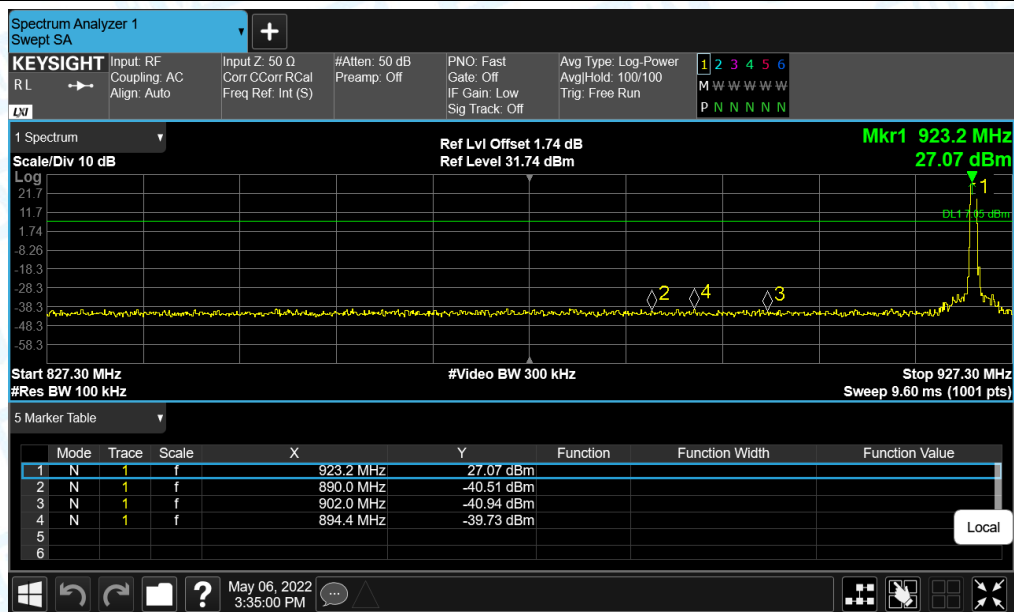 Spectrum Analyzer 1
Swept SA
KEYSIGHT
R L
LXI
Input: RF
Coupling: AC
Align: Auto
Input Z: 50 Ω
Corr CCorr RCal
Freq Ref: Int (S)
#Atten: 50 dB
Preamp: Off
PNO: Fast
Gate: Off
IF Gain: Low
Sig Track: Off
Avg Type: Log-Power
Avg|Hold: 100/100
Trig: Free Run
1 2 3 4 5 6
M W W W W W
P N N N N N
1 Spectrum
Scale/Div 10 dB
Ref Lvl Offset 1.74 dB
Ref Level 31.74 dBm
Mkr1 923.2 MHz
27.07 dBm
Log
21.7
11.7
1.74
-8.26
-18.3
-28.3
-38.3
-48.3
-58.3
1
DL1 7.05 dBm
2
4
3
Start 827.30 MHz
#Video BW 300 kHz
Stop 927.30 MHz
#Res BW 100 kHz
Sweep 9.60 ms (1001 pts)
5 Marker Table
Mode Trace Scale X Y Function Function Width Function Value
1 N 1 f 923.2 MHz 27.07 dBm
2 N 1 f 890.0 MHz -40.51 dBm
3 N 1 f 902.0 MHz -40.94 dBm
4 N 1 f 894.4 MHz -39.73 dBm
5
6
Local
?
May 06, 2022
3:35:00 PM